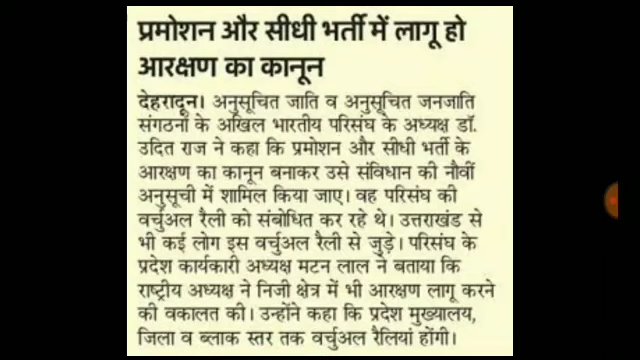 प्रमोशन और सीधी भर्ती में लागू हो
आरक्षण का कानून
देहरादून। अनुसूचित जाति व अनुसूचित जनजाति
संगठनों के अखिल भारतीय परिसंघ के अध्यक्ष डॉ.
उदित राज ने कहा कि प्रमोशन और सीधी भर्ती के
आरक्षण का कानून बनाकर उसे संविधान की नौवीं
अनुसूची में शामिल किया जाए। वह परिसंघ की
वर्चुअल रैली को संबोधित कर रहे थे। उत्तराखंड से
भी कई लोग इस वर्चुअल रैली से जुड़े। परिसंघ के
प्रदेश कार्यकारी अध्यक्ष मदन लाल ने बताया कि
राष्ट्रीय अध्यक्ष ने निजी क्षेत्र में भी आरक्षण लागू करने
की वकालत की। उन्होंने कहा कि प्रदेश मुख्यालय,
जिला व ब्लाक स्तर तक वर्चुअल रैलियां होंगी।